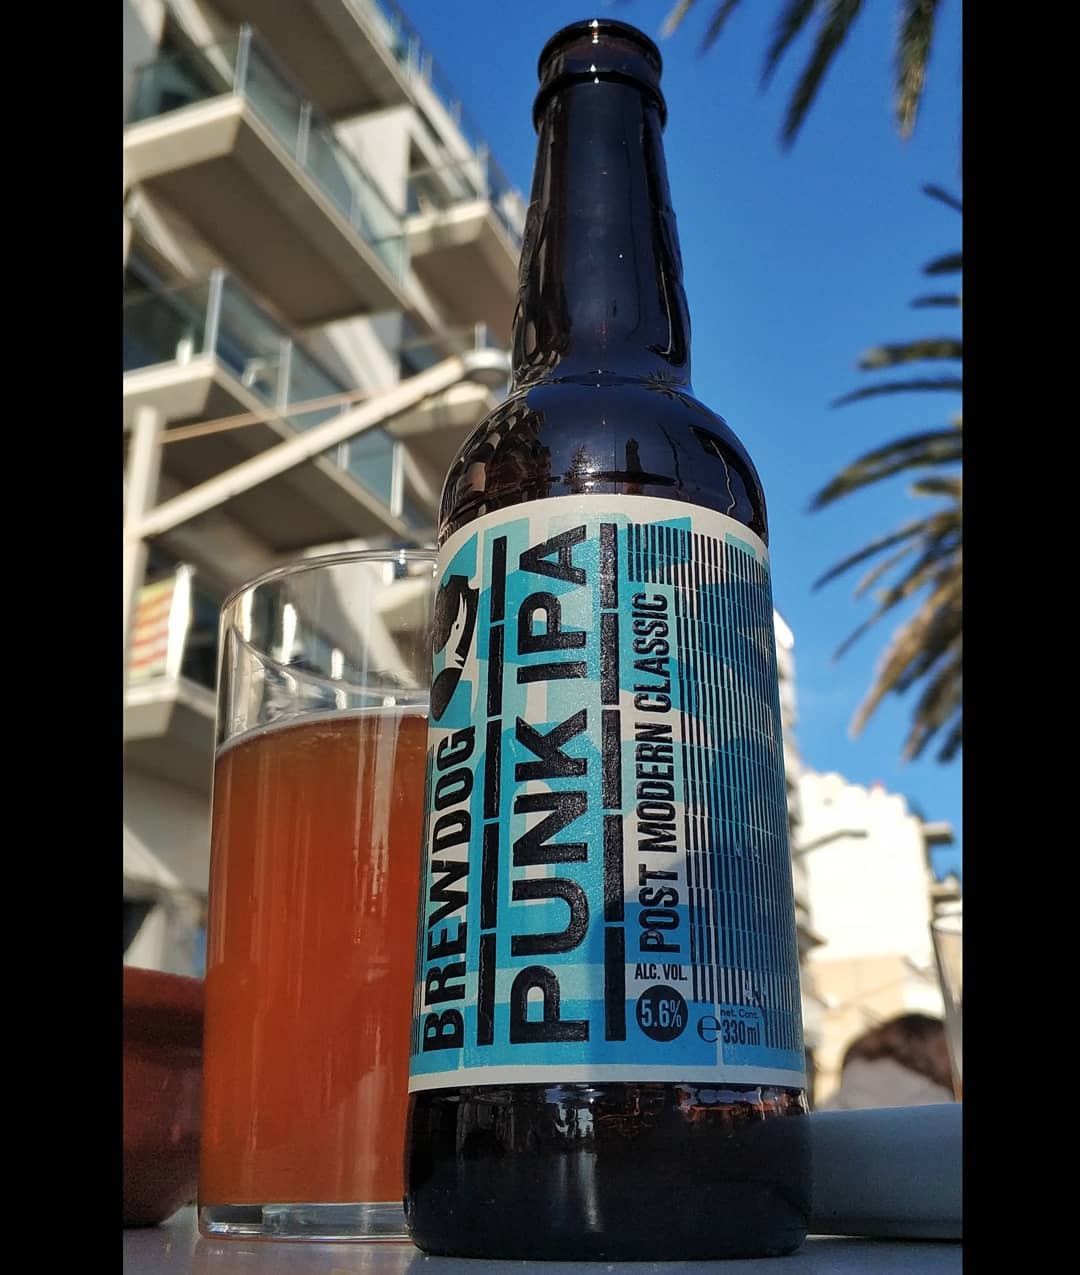 BREWDOG
PUNK IPA
POST MODERN CLASSIC
ALC. VOL.
5.6%
net. Cont.
e 330ml